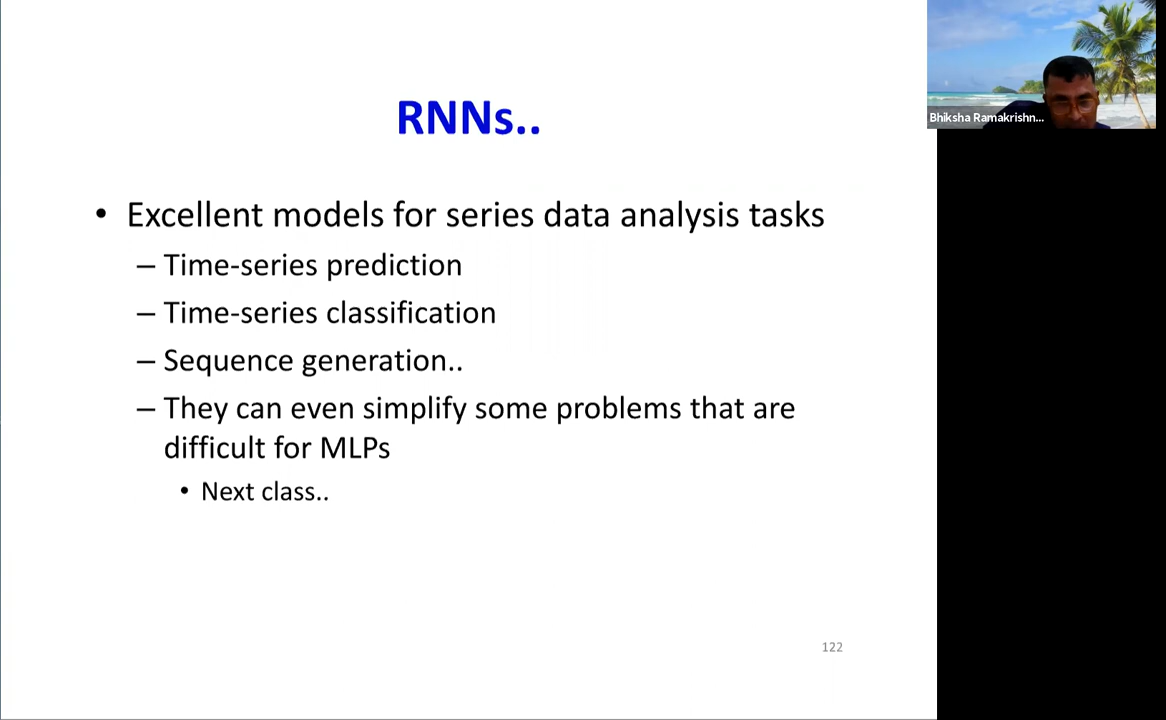 RNNs..
• Excellent models for series data analysis tasks
– Time-series prediction
– Time-series classification
– Sequence generation..
– They can even simplify some problems that are
difficult for MLPs
• Next class..
122
Bhiksha Ramakrishn...